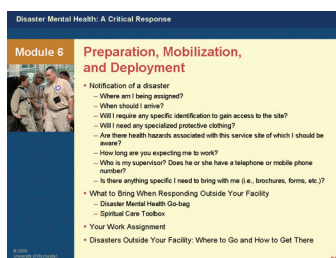 Disaster Mental Health: A Critical Response
Module 6
Preparation, Mobilization,
and Deployment
• Notification of a disaster
– Where am I being assigned?
– When should I arrive?
– Will I require any specific identification to gain access to the site?
– Will I need any specialized protective clothing?
– Are there health hazards associated with this service site of which I should be
aware?
– How long are you expecting me to work?
– Who is my supervisor? Does he or she have a telephone or mobile phone
number?
– Is there anything specific I need to bring with me (i.e., brochures, forms, etc.)?
• What to Bring When Responding Outside Your Facility
– Disaster Mental Health Go-bag
– Spiritual Care Toolbox
• Your Work Assignment
• Disasters Outside Your Facility: Where to Go and How to Get There
University of Rochester